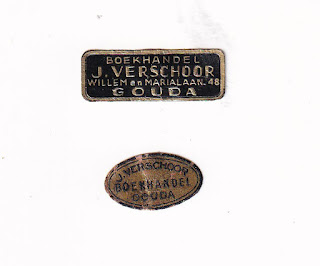 BOEKHANDEL
J. VERSCHOOR
WILLEM en MARIALAAN. 48
GOUDA
J. VERSCHOOR
BOEKHANDEL
GOUDA